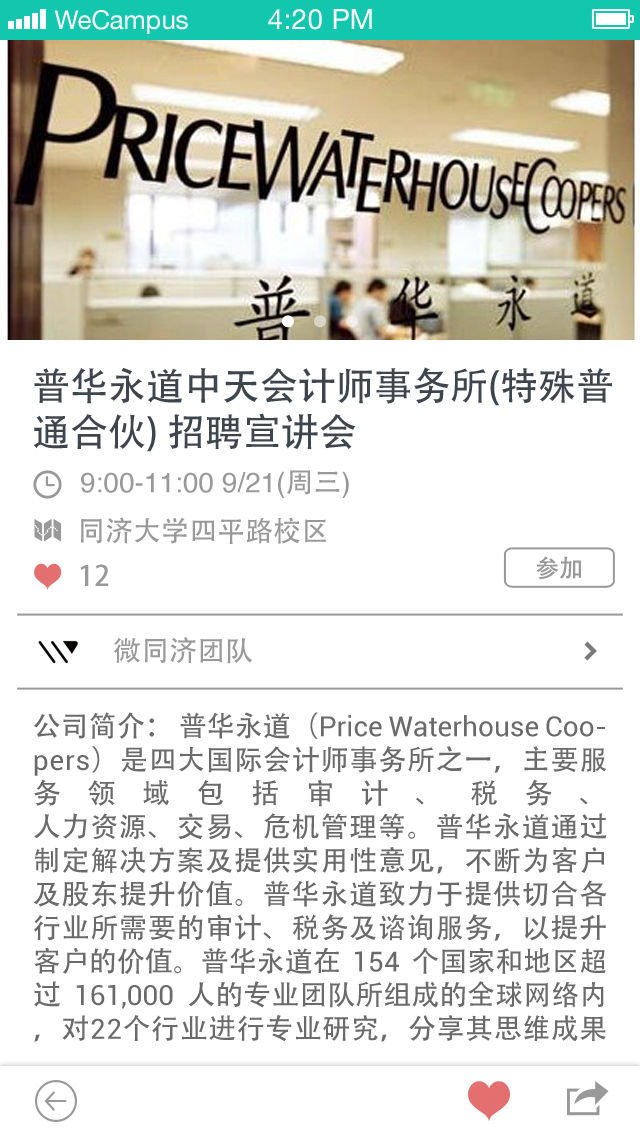 WeCampus 4:20 PM
PRICEWATERHOUSECOOPERS
普华永道
普华永道中天会计师事务所(特殊普
通合伙) 招聘宣讲会
9:00-11:00 9/21(周三)
同济大学四平路校区
12
参加
微同济团队
公司简介： 普华永道（Price Waterhouse Coo-
pers）是四大国际会计师事务所之一，主要服
务领域包括审计、税务、
人力资源、交易、危机管理等。普华永道通过
制定解决方案及提供实用性意见，不断为客户
及股东提升价值。普华永道致力于提供切合各
行业所需要的审计、税务及谘询服务，以提升
客户的价值。普华永道在 154 个国家和地区超
过 161,000 人的专业团队所组成的全球网络内
，对22个行业进行专业研究，分享其思维成果